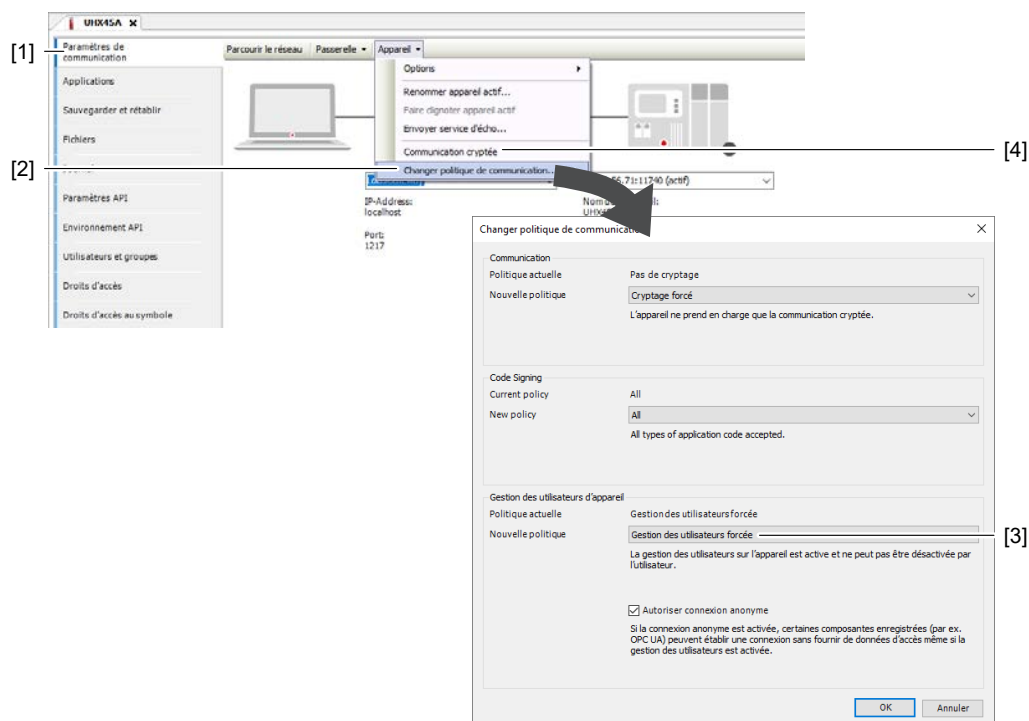 UHX45A
[1]
Paramètres de
communication
Parcourir le réseau
Passerelle
Appareil
Applications
Sauvegarder et rétablir
Fichiers
Paramètres API
Environnement API
Utilisateurs et groupes
Droits d'accès
Droits d'accès au symbole
Options
Renommer appareil actif...
Faire clignoter appareil actif
Envoyer service d'écho...
Communication cryptée
[4]
[2]
Changer politique de communication...
6.71:11740 (actif)
IP-Address:
localhost
Port:
1217
Changer politique de communicati
Communication
Politique actuelle
Pas de cryptage
Nouvelle politique
Cryptage forcé
L'appareil ne prend en charge que la communication cryptée.
Code Signing
Current policy
All
New policy
All
All types of application code accepted.
Gestion des utilisateurs d'appareil
Politique actuelle
Gestion des utilisateurs forcée
Nouvelle politique
Gestion des utilisateurs forcée
[3]
La gestion des utilisateurs sur l'appareil est active et ne peut pas être désactivée par
l'utilisateur.
Autoriser connexion anonyme
Si la connexion anonyme est activée, certaines composantes enregistrées (par ex.
OPC UA) peuvent établir une connexion sans fournir de données d'accès même si la
gestion des utilisateurs est activée.
OK
Annuler